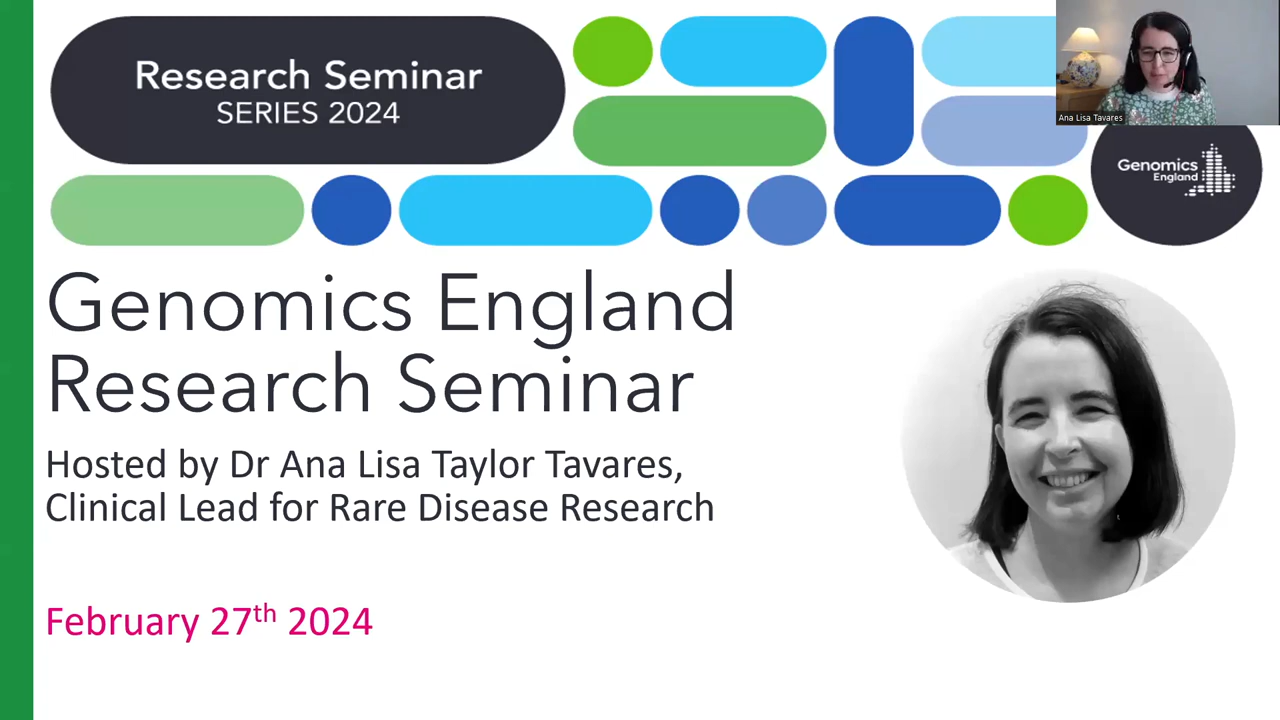 Research Seminar
SERIES 2024
Ana Lisa Tavares
Genomics
England
Genomics England
Research Seminar
Hosted by Dr Ana Lisa Taylor Tavares,
Clinical Lead for Rare Disease Research
February 27th 2024